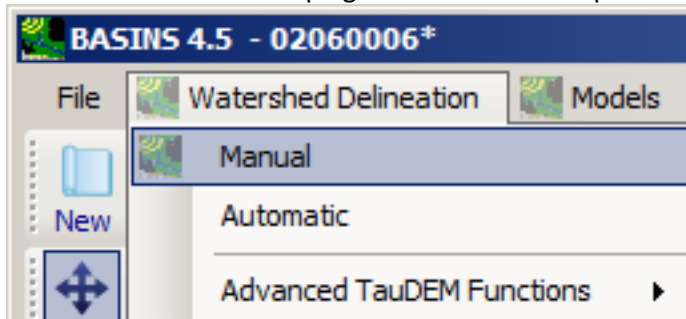 BASINS 4.5 - 02060006*
File Watershed Delineation Models
Manual
New
Automatic
Advanced TauDEM Functions